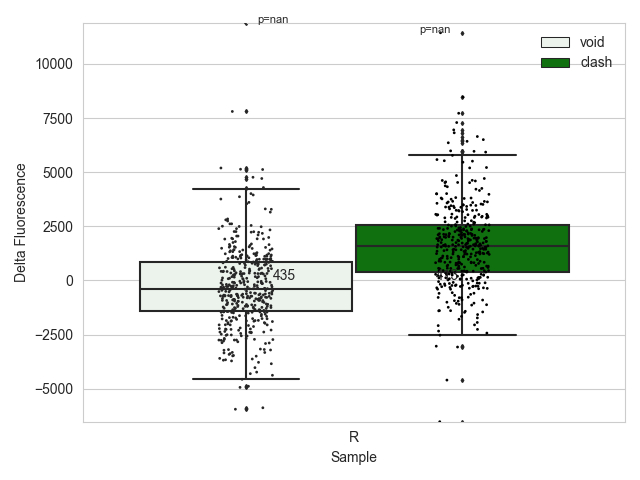 p=nan
p=nan
void
clash
10000
7500
5000
2500
0
−2500
−5000
435
Delta Fluorescence
R
Sample